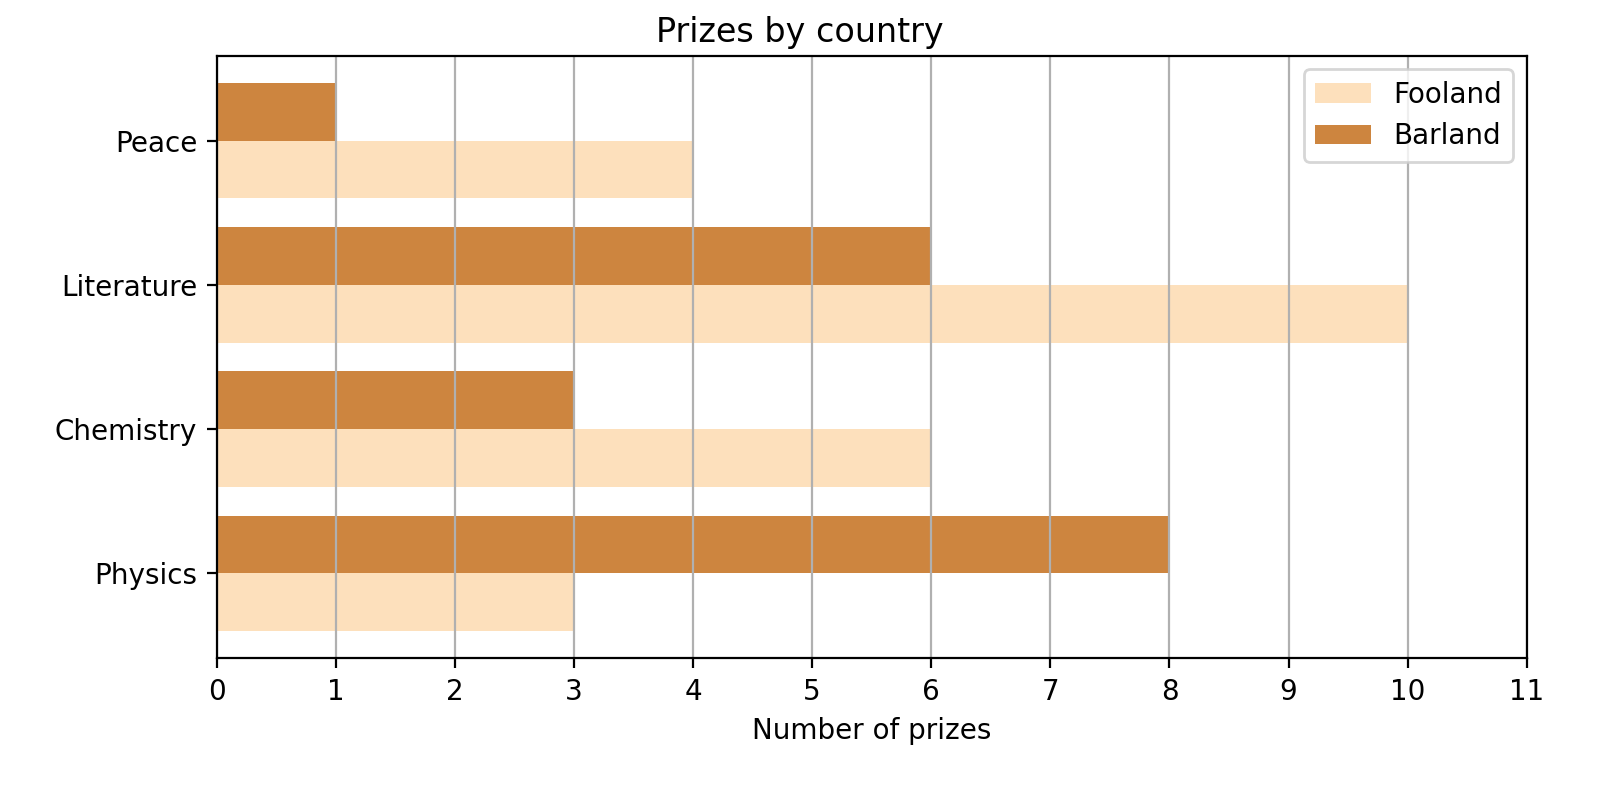 Prizes by country
Fooland
Barland
Peace
Literature
Chemistry
Physics
0 1 2 3 4 5 6 7 8 9 10 11
Number of prizes